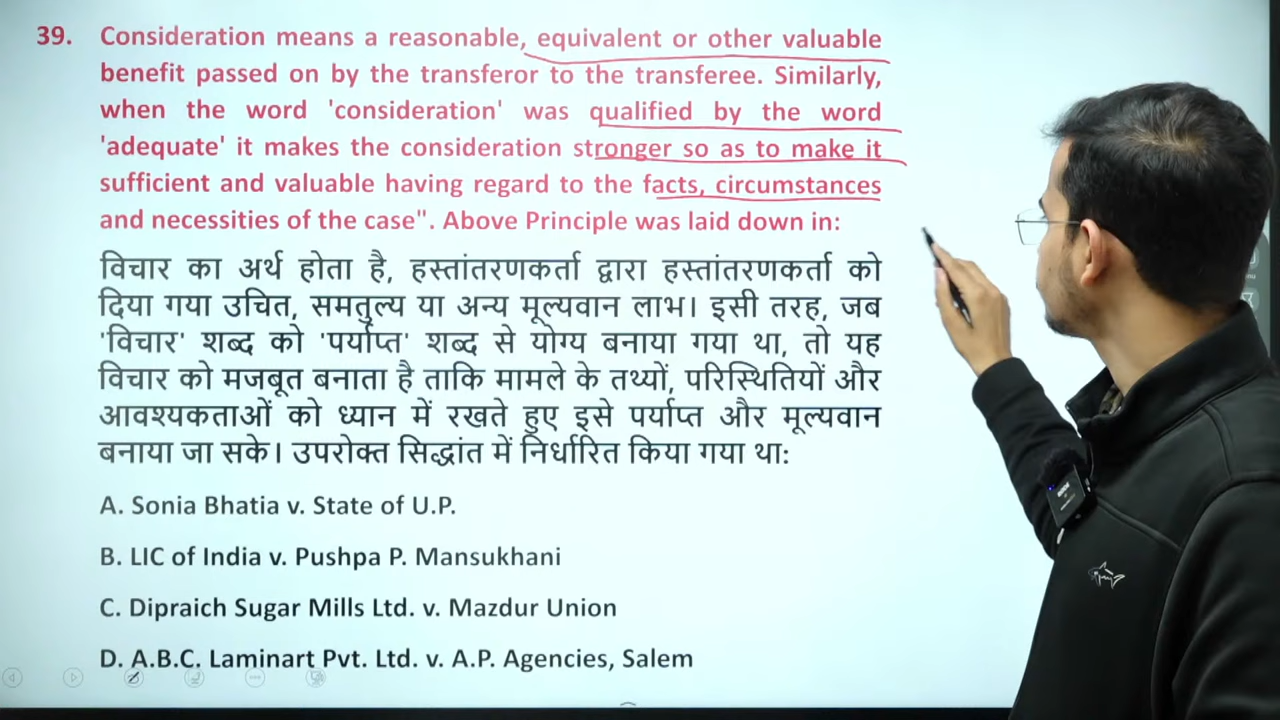 39. Consideration means a reasonable, equivalent or other valuable
benefit passed on by the transferor to the transferee. Similarly,
when the word 'consideration' was qualified by the word
'adequate' it makes the consideration stronger so as to make it
sufficient and valuable having regard to the facts, circumstances
and necessities of the case". Above Principle was laid down in:
विचार का अर्थ होता है, हस्तांतरणकर्ता द्वारा हस्तांतरणकर्ता को
दिया गया उचित, समतुल्य या अन्य मूल्यवान लाभ। इसी तरह, जब
'विचार' शब्द को 'पर्याप्त' शब्द से योग्य बनाया गया था, तो यह
विचार को मजबूत बनाता है ताकि मामले के तथ्यों, परिस्थितियों और
आवश्यकताओं को ध्यान में रखते हुए इसे पर्याप्त और मूल्यवान
बनाया जा सके। उपरोक्त सिद्धांत में निर्धारित किया गया था:
A. Sonia Bhatia v. State of U.P.
B. LIC of India v. Pushpa P. Mansukhani
C. Dipraich Sugar Mills Ltd. v. Mazdur Union
D. A.B.C. Laminart Pvt. Ltd. v. A.P. Agencies, Salem